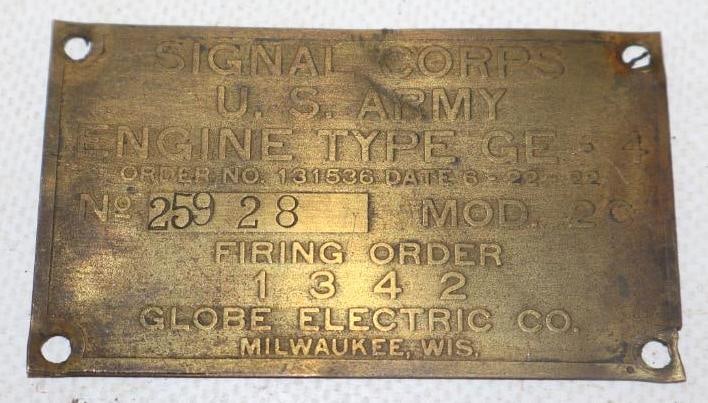 SIGNAL CORPS
U. S. ARMY
ENGINE TYPE GE-4
ORDER NO. 131536 DATE 6-22-22
No 259 28 MOD. 2C
FIRING ORDER
1 3 4 2
GLOBE ELECTRIC CO.
MILWAUKEE, WIS.